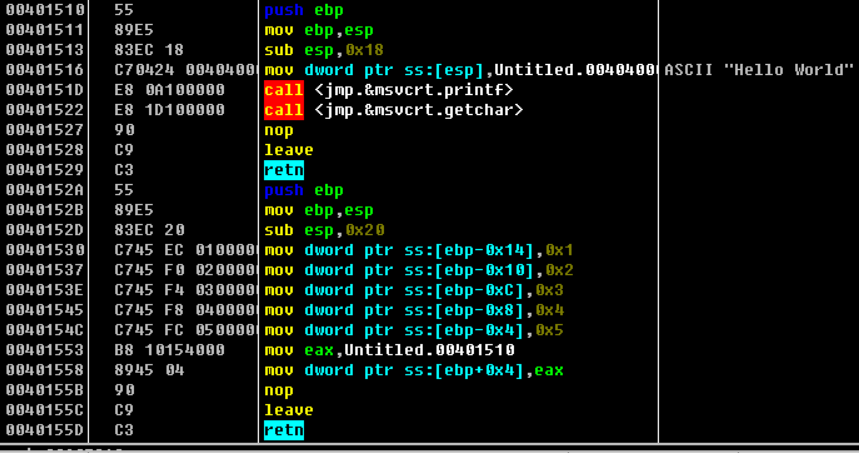 00401510 55 push ebp
00401511 89E5 mov ebp,esp
00401513 83EC 18 sub esp,0x18
00401516 C70424 00404000 mov dword ptr ss:[esp],Untitled.00404000 ASCII "Hello World"
0040151D E8 0A100000 call <jmp.&msvcrt.printf>
00401522 E8 1D100000 call <jmp.&msvcrt.getchar>
00401527 90 nop
00401528 C9 leave
00401529 C3 retn
0040152A 55 push ebp
0040152B 89E5 mov ebp,esp
0040152D 83EC 20 sub esp,0x20
00401530 C745 EC 010000 mov dword ptr ss:[ebp-0x14],0x1
00401537 C745 F0 020000 mov dword ptr ss:[ebp-0x10],0x2
0040153E C745 F4 030000 mov dword ptr ss:[ebp-0xC],0x3
00401545 C745 F8 040000 mov dword ptr ss:[ebp-0x8],0x4
0040154C C745 FC 050000 mov dword ptr ss:[ebp-0x4],0x5
00401553 B8 10154000 mov eax,Untitled.00401510
00401558 8945 04 mov dword ptr ss:[ebp+0x4],eax
0040155B 90 nop
0040155C C9 leave
0040155D C3 retn